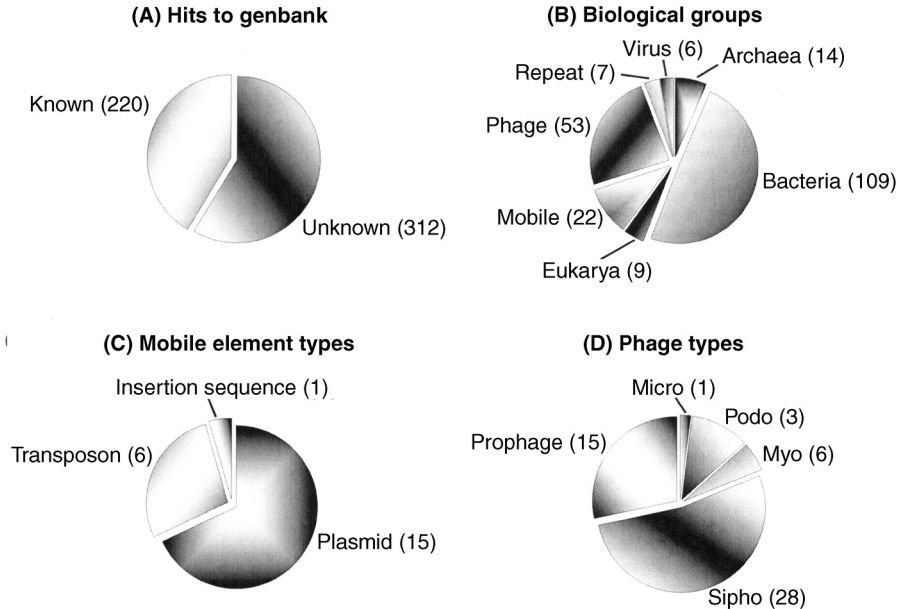 (A) Hits to genbank
Known (220)
Unknown (312)
(B) Biological groups
Virus (6)
Archaea (14)
Repeat (7)
Phage (53)
Bacteria (109)
Mobile (22)
Eukarya (9)
(C) Mobile element types
Insertion sequence (1)
Transposon (6)
Plasmid (15)
(D) Phage types
Micro (1)
Podo (3)
Prophage (15)
Myo (6)
Sipho (28)